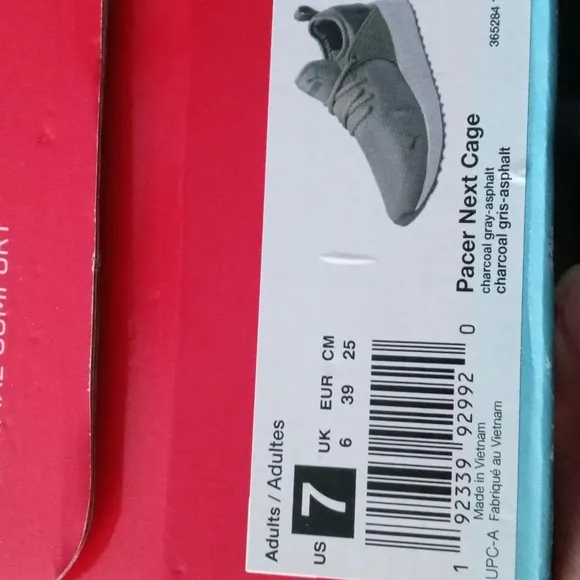 365284
Pacer Next Cage
charcoal gray-asphalt
charcoal gris-asphalt
Adults / Adultes
US 7
UK EUR CM
6 39 25
1 92339 92992 0
UPC-A
Made in Vietnam
Fabriqué au Vietnam